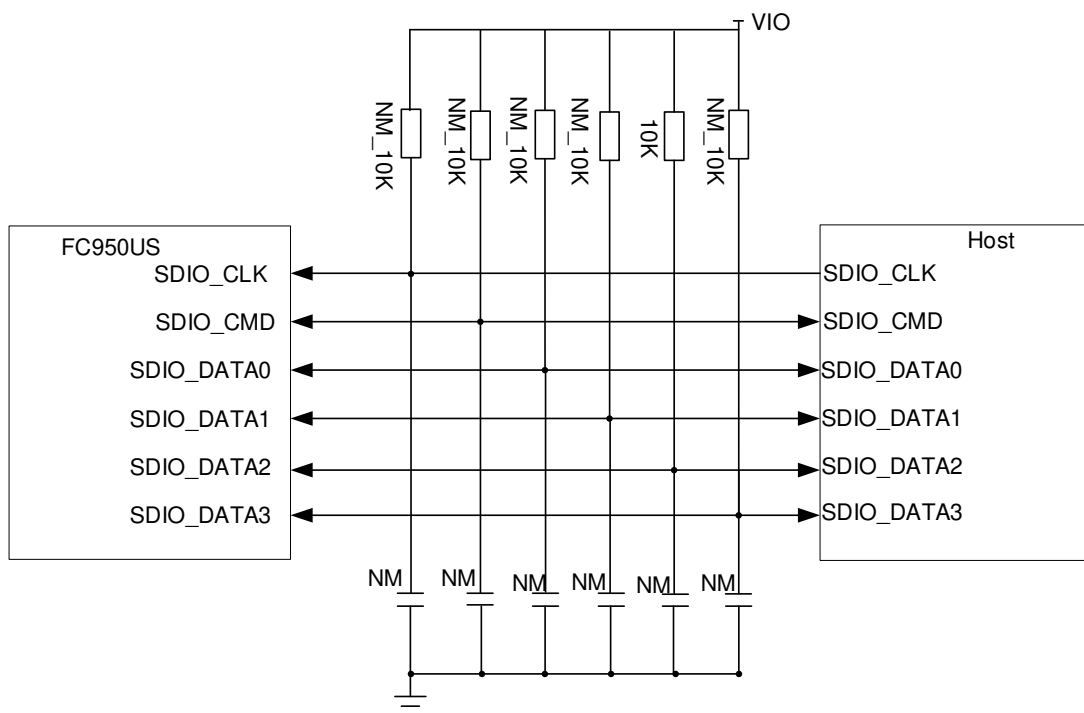 VIO
NM_10K
NM_10K
NM_10K
NM_10K
10K
NM_10K
FC950US
Host
SDIO_CLK
SDIO_CLK
SDIO_CMD
SDIO_CMD
SDIO_DATA0
SDIO_DATA0
SDIO_DATA1
SDIO_DATA1
SDIO_DATA2
SDIO_DATA2
SDIO_DATA3
SDIO_DATA3
NM
NM
NM
NM
NM
NM